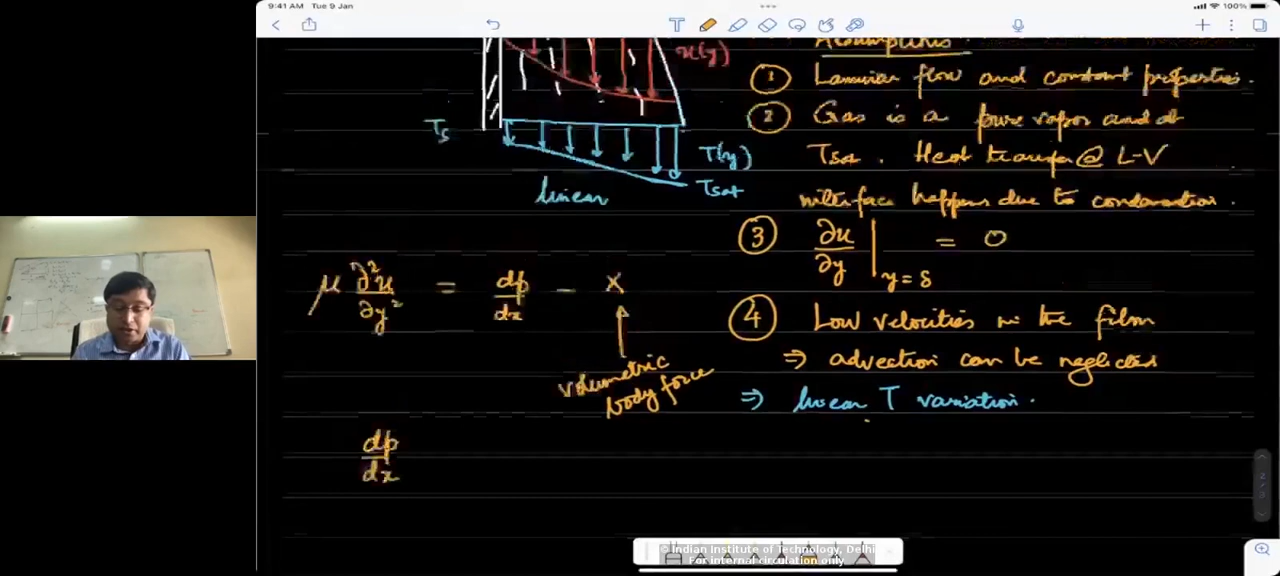 9:41 AM Tue 9 Jan
100%
Assumptions
u(y)
① Laminar flow and constant properties.
② Gas is a pure vapor and at
Tsat. Heat transfer @ L-V
interface happens due to condensation.
Ts
T(y)
Tsat
linear
③ ∂u/∂y |y=δ = 0
μ ∂²u/∂y² = dp/dx - X
volumetric
body force
④ Low velocities in the film
⇒ advection can be neglected
⇒ linear T variation.
dp/dx
© Indian Institute of Technology, Delhi
For internal circulation only